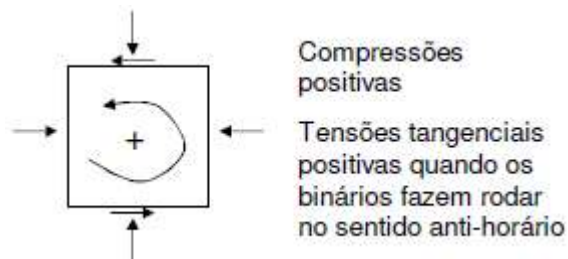 Compressões
positivas
Tensões tangenciais
positivas quando os
binários fazem rodar
no sentido anti-horário
+